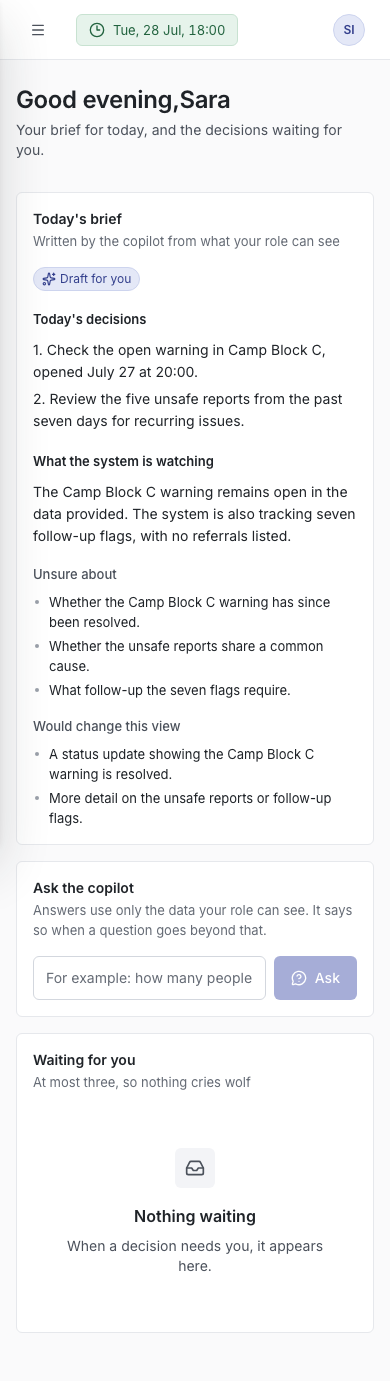 Tue, 28 Jul, 18:00
SI
Good evening,Sara
Your brief for today, and the decisions waiting for
you.
Today's brief
Written by the copilot from what your role can see
Draft for you
Today's decisions
1. Check the open warning in Camp Block C,
opened July 27 at 20:00.
2. Review the five unsafe reports from the past
seven days for recurring issues.
What the system is watching
The Camp Block C warning remains open in the
data provided. The system is also tracking seven
follow-up flags, with no referrals listed.
Unsure about
Whether the Camp Block C warning has since
been resolved.
Whether the unsafe reports share a common
cause.
What follow-up the seven flags require.
Would change this view
A status update showing the Camp Block C
warning is resolved.
More detail on the unsafe reports or follow-up
flags.
Ask the copilot
Answers use only the data your role can see. It says
so when a question goes beyond that.
For example: how many people
Ask
Waiting for you
At most three, so nothing cries wolf
Nothing waiting
When a decision needs you, it appears
here.